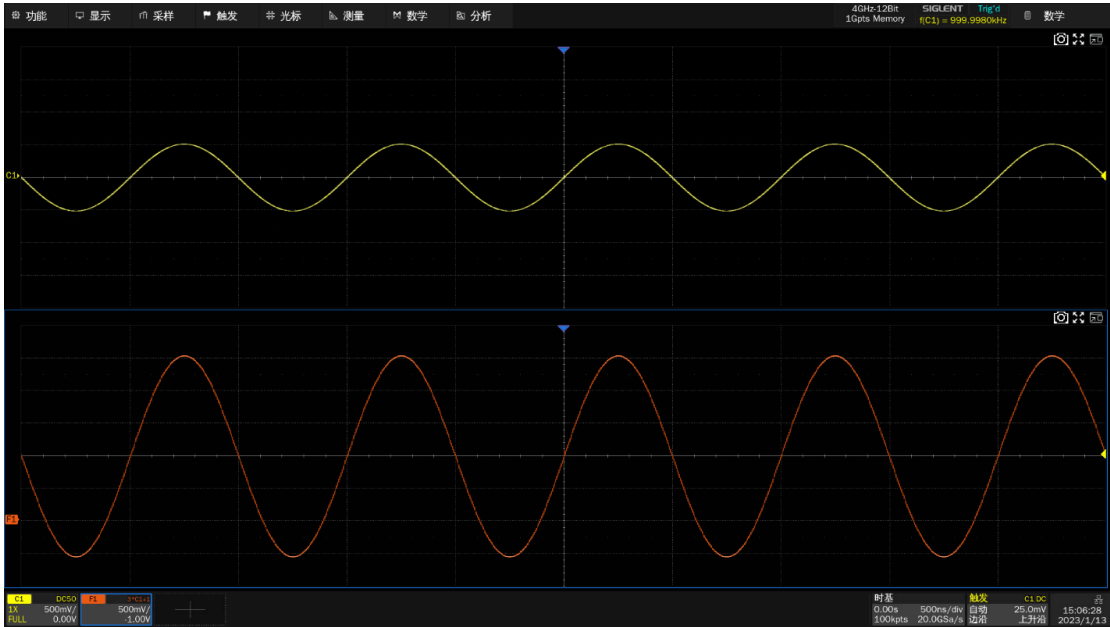 功能 显示 采样 触发 光标 测量 数学 分析
4GHz-12Bit SIGLENT Trig'd
1Gpts Memory f(C1) = 999.9980kHz
数学
C1
F1
C1 DC50
1X 500mV/
FULL 0.00V
F1 3*C1+1
500mV/
-1.00V
时基
0.00s 500ns/div
100kpts 20.0GSa/s
触发 C1 DC
自动 25.0mV
边沿 上升沿
15:06:28
2023/1/13